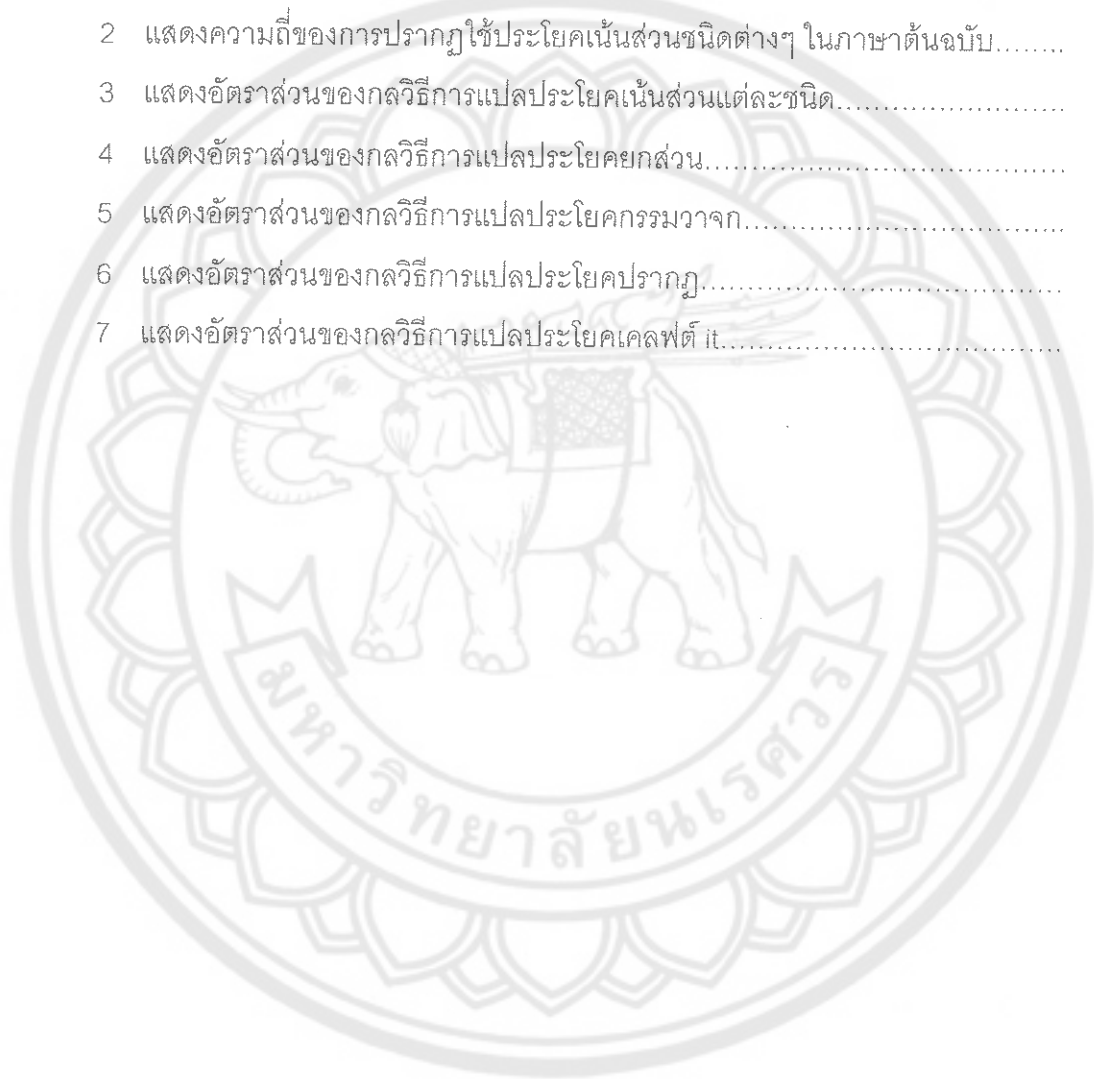 2 แสดงความถี่ของการปรากฏใช้ประโยคเน้นส่วนชนิดต่างๆ ในภาษาต้นฉบับ........
3 แสดงอัตราส่วนของกลวิธีการแปลประโยคเน้นส่วนแต่ละชนิด........................
4 แสดงอัตราส่วนของกลวิธีการแปลประโยคยกส่วน......................................
5 แสดงอัตราส่วนของกลวิธีการแปลประโยคกรรมวาจก..................................
6 แสดงอัตราส่วนของกลวิธีการแปลประโยคปรากฏ......................................
7 แสดงอัตราส่วนของกลวิธีการแปลประโยคเคลฟต์ it....................................
มหาวิทยาลัยนเรศวร